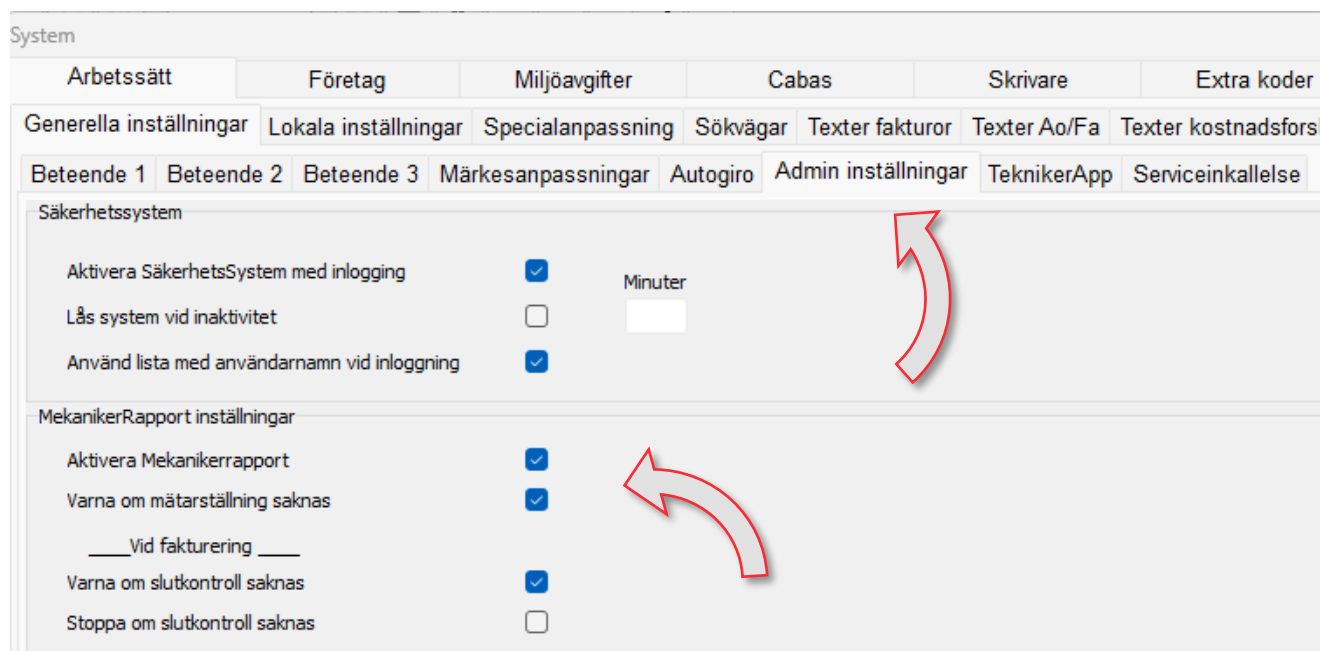 System
Arbetssätt Företag Miljöavgifter Cabas Skrivare Extra koder
Generella inställningar Lokala inställningar Specialanpassning Sökvägar Texter fakturor Texter Ao/Fa Texter kostnadsfors
Beteende 1 Beteende 2 Beteende 3 Märkesanpassningar Autogiro Admin inställningar TeknikerApp Serviceinkallelse
Säkerhetssystem
Aktivera SäkerhetsSystem med inlogging
Minuter
Lås system vid inaktivitet
Använd lista med användarnamn vid inloggning
MekanikerRapport inställningar
Aktivera Mekanikerrapport
Varna om mätarställning saknas
____Vid fakturering ____
Varna om slutkontroll saknas
Stoppa om slutkontroll saknas